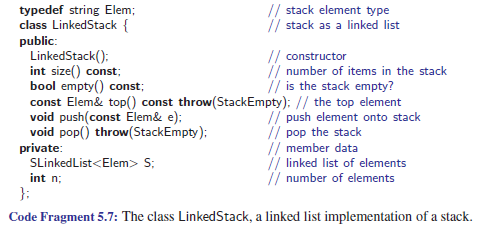 typedef string Elem; // stack element type
class LinkedStack { // stack as a linked list
public:
LinkedStack(); // constructor
int size() const; // number of items in the stack
bool empty() const; // is the stack empty?
const Elem& top() const throw(StackEmpty); // the top element
void push(const Elem& e); // push element onto stack
void pop() throw(StackEmpty); // pop the stack
private: // member data
SLinkedList<Elem> S; // linked list of elements
int n; // number of elements
};
Code Fragment 5.7: The class LinkedStack, a linked list implementation of a stack.